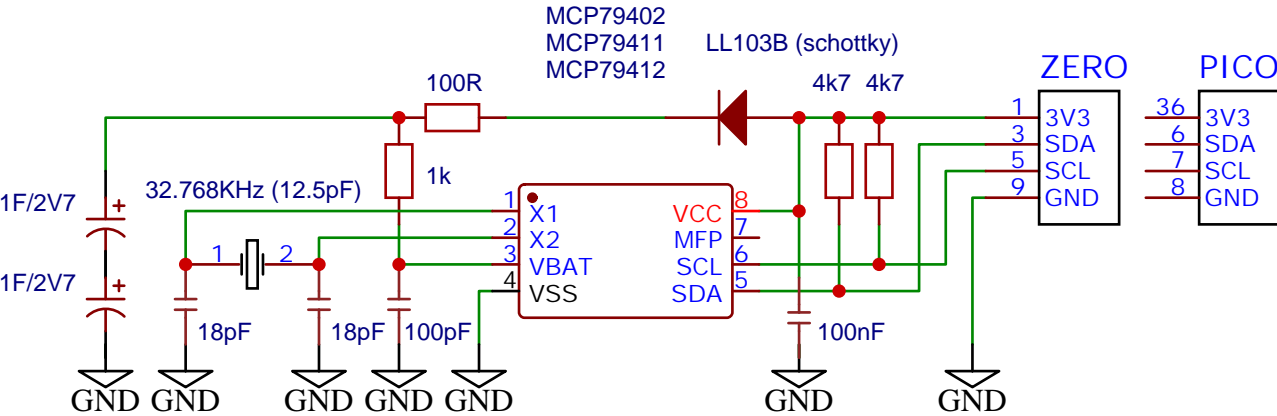 MCP79402
MCP79411
MCP79412
LL103B (schottky)
ZERO
PICO
100R
4k7 4k7
1 3V3
3 SDA
5 SCL
9 GND
36 3V3
6 SDA
7 SCL
8 GND
1k
32.768KHz (12.5pF)
1F/2V7
+
1 2
1F/2V7
+
1 X1
2 X2
3 VBAT
4 VSS
VCC 8
MFP 7
SCL 6
SDA 5
18pF
18pF
100pF
100nF
GND GND GND GND GND GND GND